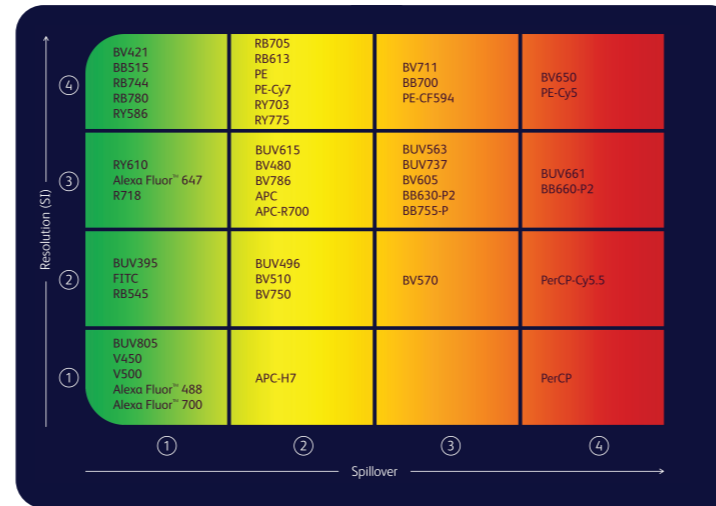 Resolution (SI)
④
BV421
BB515
RB744
RB780
RY586
RB705
RB613
PE
PE-Cy7
RY703
RY775
BV711
BB700
PE-CF594
BV650
PE-Cy5
③
RY610
Alexa Fluor™ 647
R718
BUV615
BV480
BV786
APC
APC-R700
BUV563
BUV737
BV605
BB630-P2
BB755-P
BUV661
BB660-P2
②
BUV395
FITC
RB545
BUV496
BV510
BV750
BV570
PerCP-Cy5.5
①
BUV805
V450
V500
Alexa Fluor™ 488
Alexa Fluor™ 700
APC-H7
PerCP
① ② ③ ④
Spillover